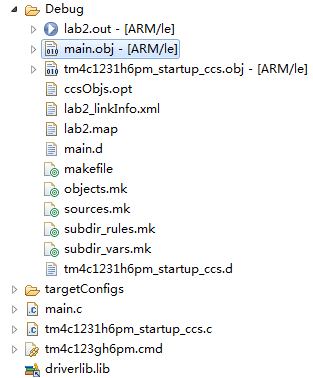 Debug
lab2.out - [ARM/le]
main.obj - [ARM/le]
tm4c1231h6pm_startup_ccs.obj - [ARM/le]
ccsObjs.opt
lab2_linkInfo.xml
lab2.map
main.d
makefile
objects.mk
sources.mk
subdir_rules.mk
subdir_vars.mk
tm4c1231h6pm_startup_ccs.d
targetConfigs
main.c
tm4c1231h6pm_startup_ccs.c
tm4c123gh6pm.cmd
driverlib.lib